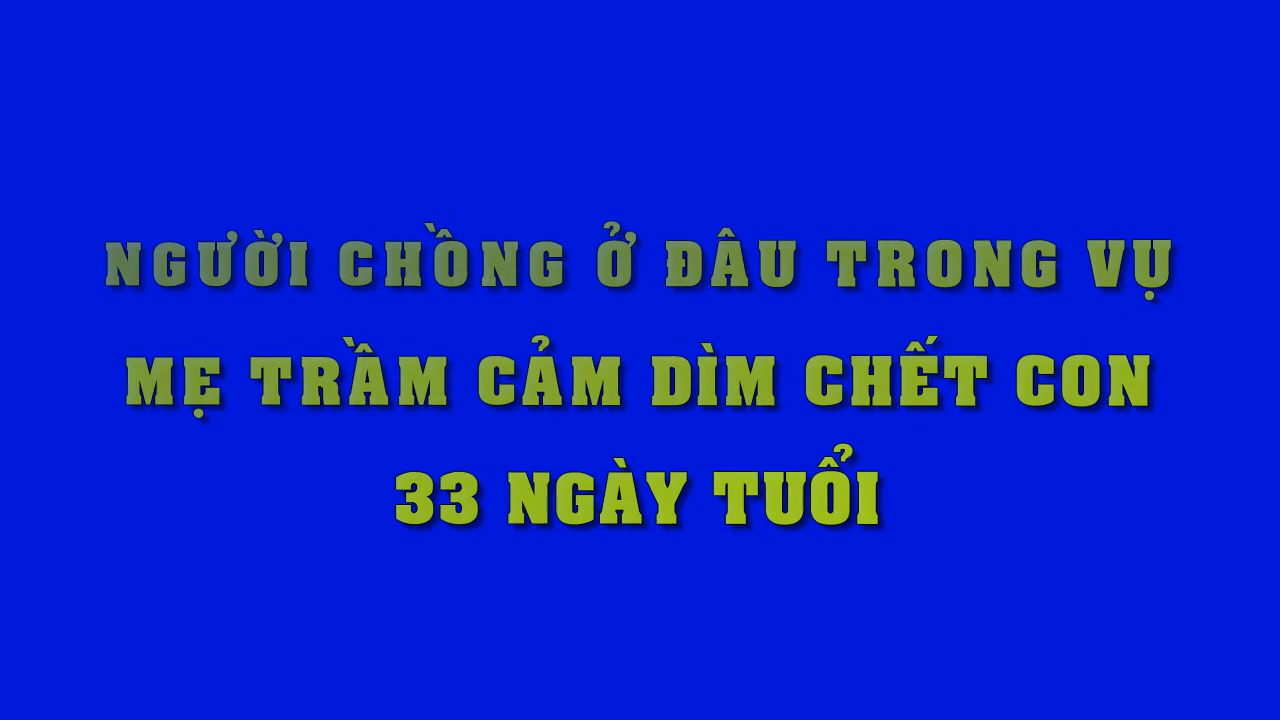 NGƯỜI CHỒNG Ở ĐÂU TRONG VỤ
MẸ TRẦM CẢM DÌM CHẾT CON
33 NGÀY TUỔI